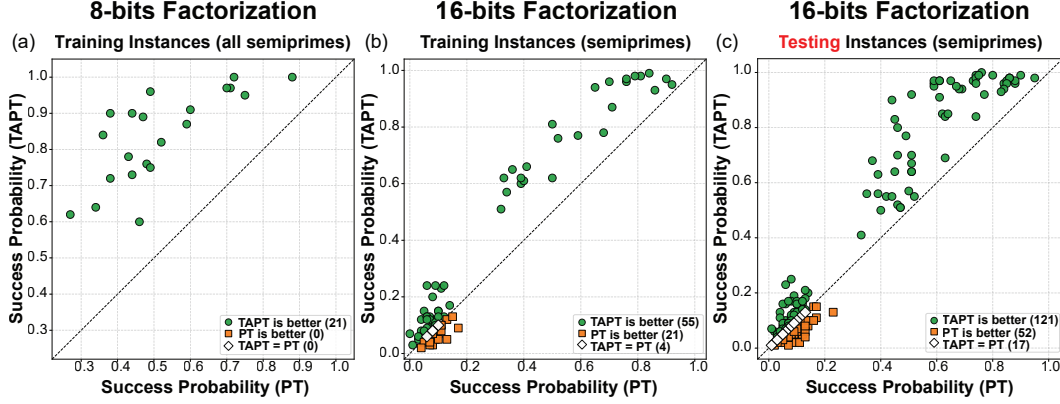 8-bits Factorization
(a) Training Instances (all semiprimes)
Success Probability (TAPT)
1.0
0.9
0.8
0.7
0.6
0.5
0.4
0.3
TAPT is better (21)
PT is better (0)
TAPT = PT (0)
0.3 0.4 0.5 0.6 0.7 0.8 0.9 1.0
Success Probability (PT)
16-bits Factorization
(b) Training Instances (semiprimes)
Success Probability (TAPT)
1.0
0.8
0.6
0.4
0.2
0.0
TAPT is better (55)
PT is better (21)
TAPT = PT (4)
0.0 0.2 0.4 0.6 0.8 1.0
Success Probability (PT)
16-bits Factorization
(c) Testing Instances (semiprimes)
Success Probability (TAPT)
1.0
0.8
0.6
0.4
0.2
0.0
TAPT is better (121)
PT is better (52)
TAPT = PT (17)
0.0 0.2 0.4 0.6 0.8 1.0
Success Probability (PT)